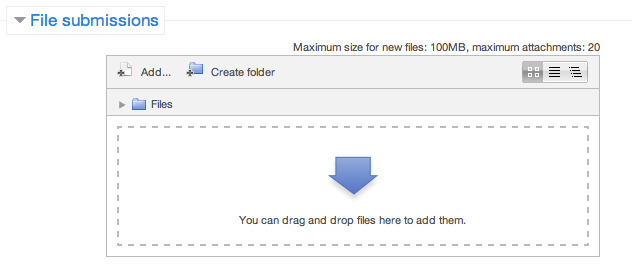 File submissions
Maximum size for new files: 100MB, maximum attachments: 20
Add... Create folder
Files
You can drag and drop files here to add them.